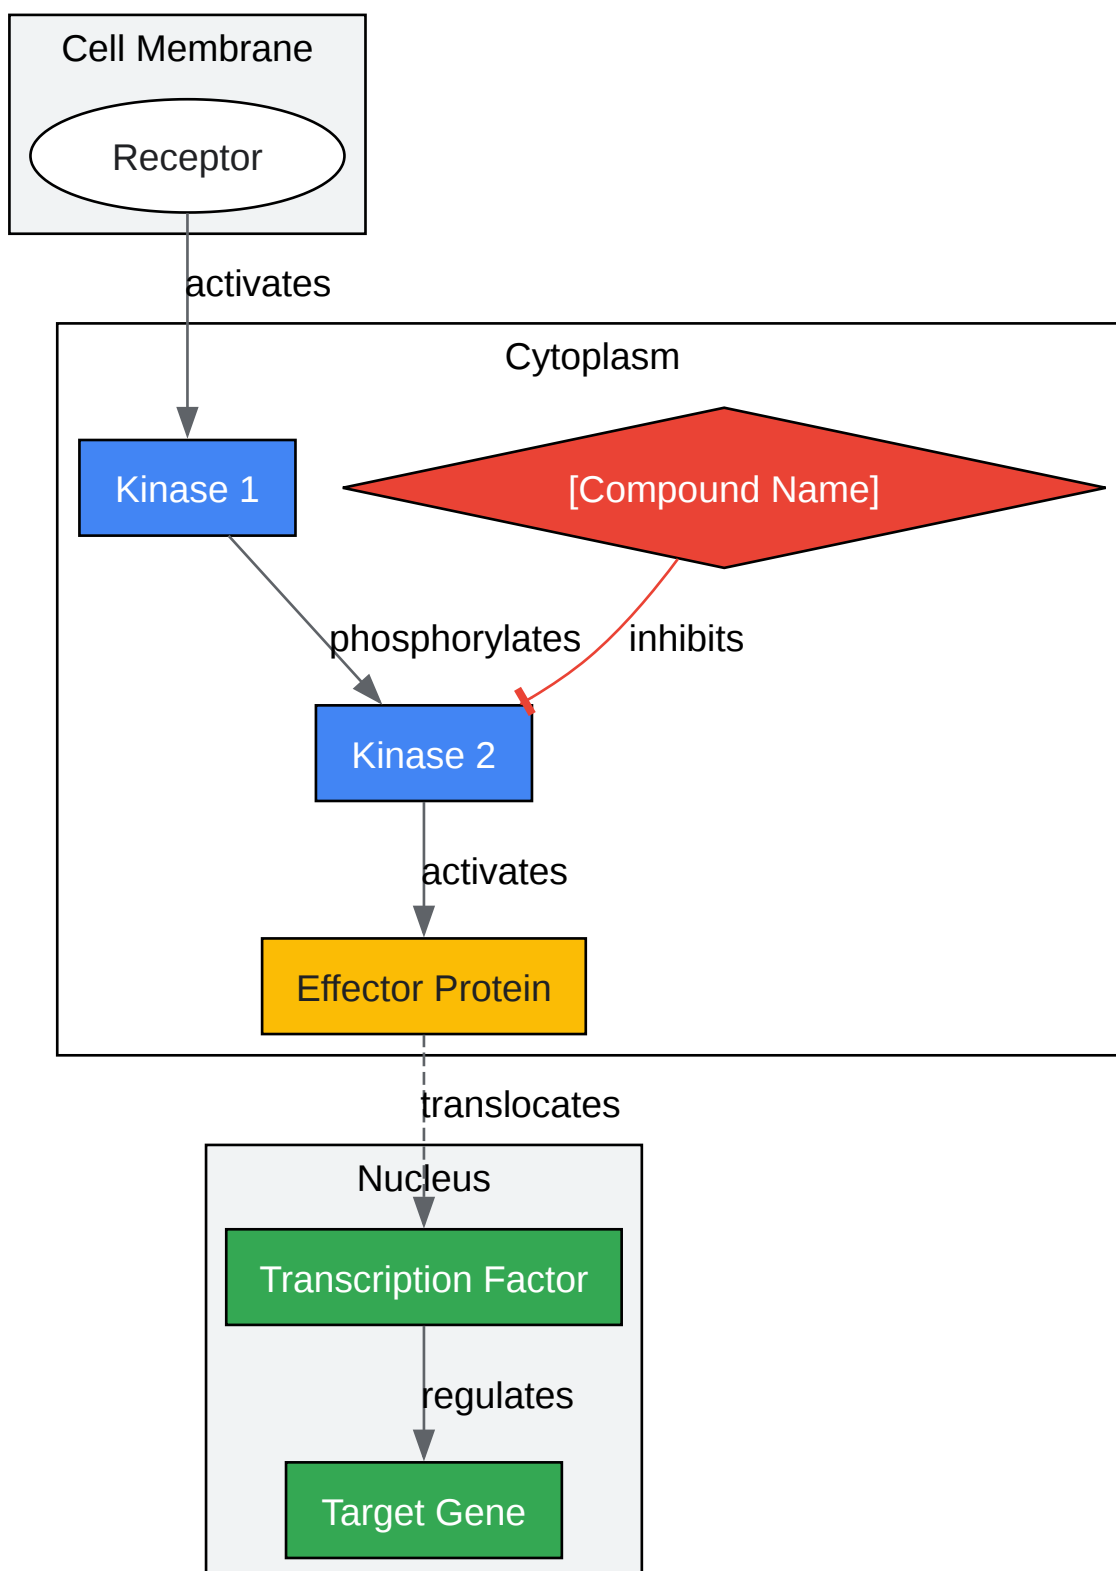 Cell Membrane
Receptor
activates
Cytoplasm
Kinase 1
[Compound Name]
phosphorylates
inhibits
Kinase 2
activates
Effector Protein
translocates
Nucleus
Transcription Factor
regulates
Target Gene